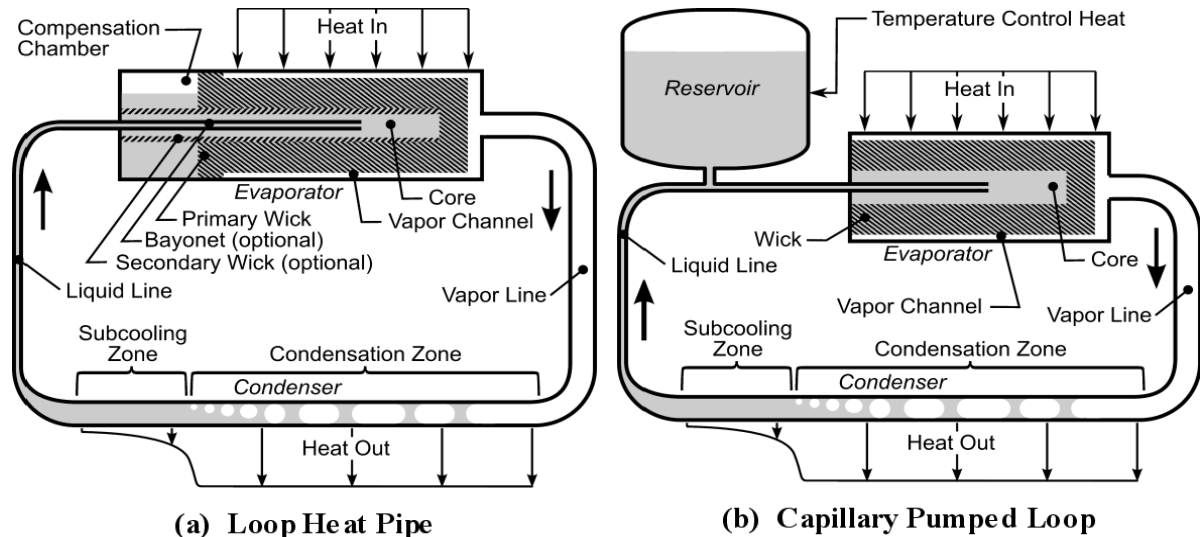 Compensation
Chamber
Heat In
Evaporator
Core
Vapor Channel
Primary Wick
Bayonet (optional)
Secondary Wick (optional)
Liquid Line
Vapor Line
Subcooling
Zone
Condensation Zone
Condenser
Heat Out
(a) Loop Heat Pipe
Temperature Control Heat
Reservoir
Heat In
Wick
Evaporator
Core
Liquid Line
Vapor Channel
Vapor Line
Subcooling
Zone
Condensation Zone
Condenser
Heat Out
(b) Capillary Pumped Loop